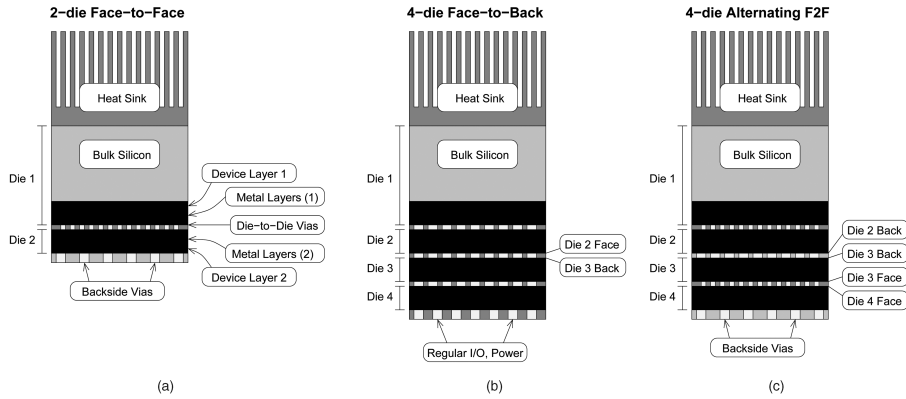 2−die Face−to−Face
Heat Sink
Bulk Silicon
Die 1
Device Layer 1
Metal Layers (1)
Die−to−Die Vias
Die 2
Metal Layers (2)
Device Layer 2
Backside Vias
(a)
4−die Face−to−Back
Heat Sink
Bulk Silicon
Die 1
Die 2
Die 2 Face
Die 3 Back
Die 3
Die 4
Regular I/O, Power
(b)
4−die Alternating F2F
Heat Sink
Bulk Silicon
Die 1
Die 2 Back
Die 2
Die 3 Back
Die 3
Die 3 Face
Die 4
Die 4 Face
Backside Vias
(c)